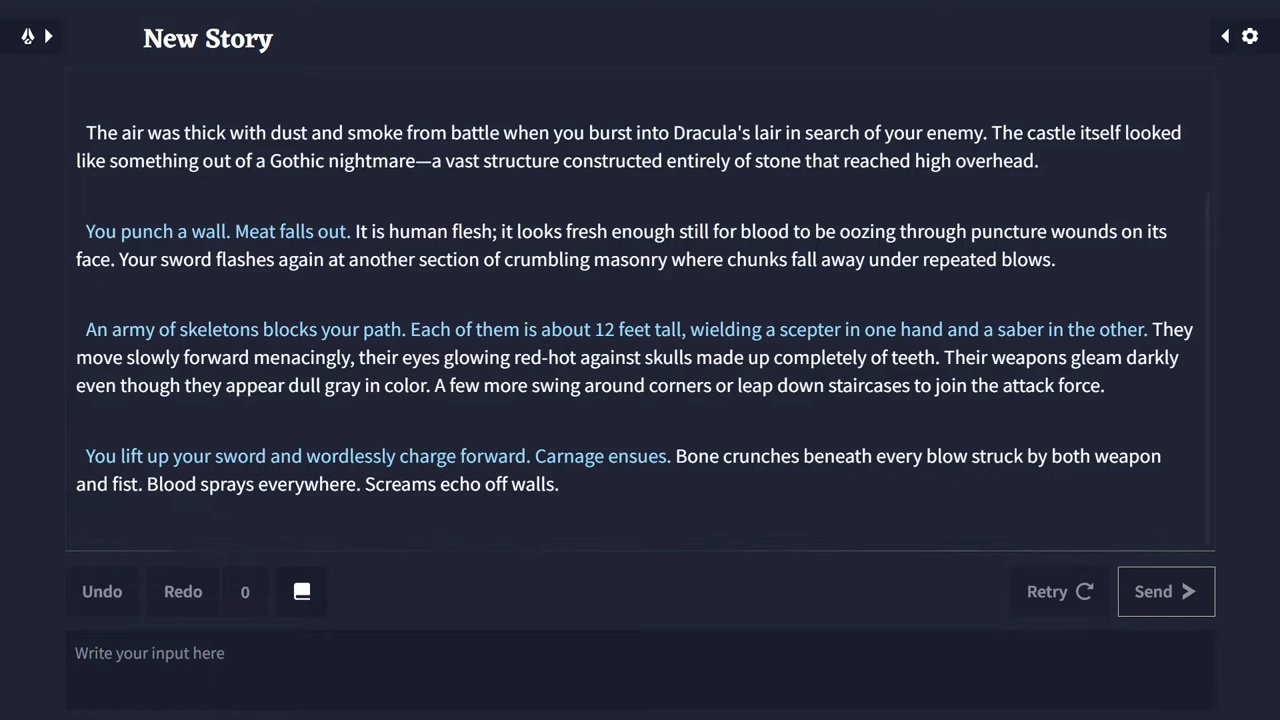 New Story
The air was thick with dust and smoke from battle when you burst into Dracula's lair in search of your enemy. The castle itself looked
like something out of a Gothic nightmare—a vast structure constructed entirely of stone that reached high overhead.
You punch a wall. Meat falls out. It is human flesh; it looks fresh enough still for blood to be oozing through puncture wounds on its
face. Your sword flashes again at another section of crumbling masonry where chunks fall away under repeated blows.
An army of skeletons blocks your path. Each of them is about 12 feet tall, wielding a scepter in one hand and a saber in the other. They
move slowly forward menacingly, their eyes glowing red-hot against skulls made up completely of teeth. Their weapons gleam darkly
even though they appear dull gray in color. A few more swing around corners or leap down staircases to join the attack force.
You lift up your sword and wordlessly charge forward. Carnage ensues. Bone crunches beneath every blow struck by both weapon
and fist. Blood sprays everywhere. Screams echo off walls.
Undo Redo 0 Retry Send
Write your input here